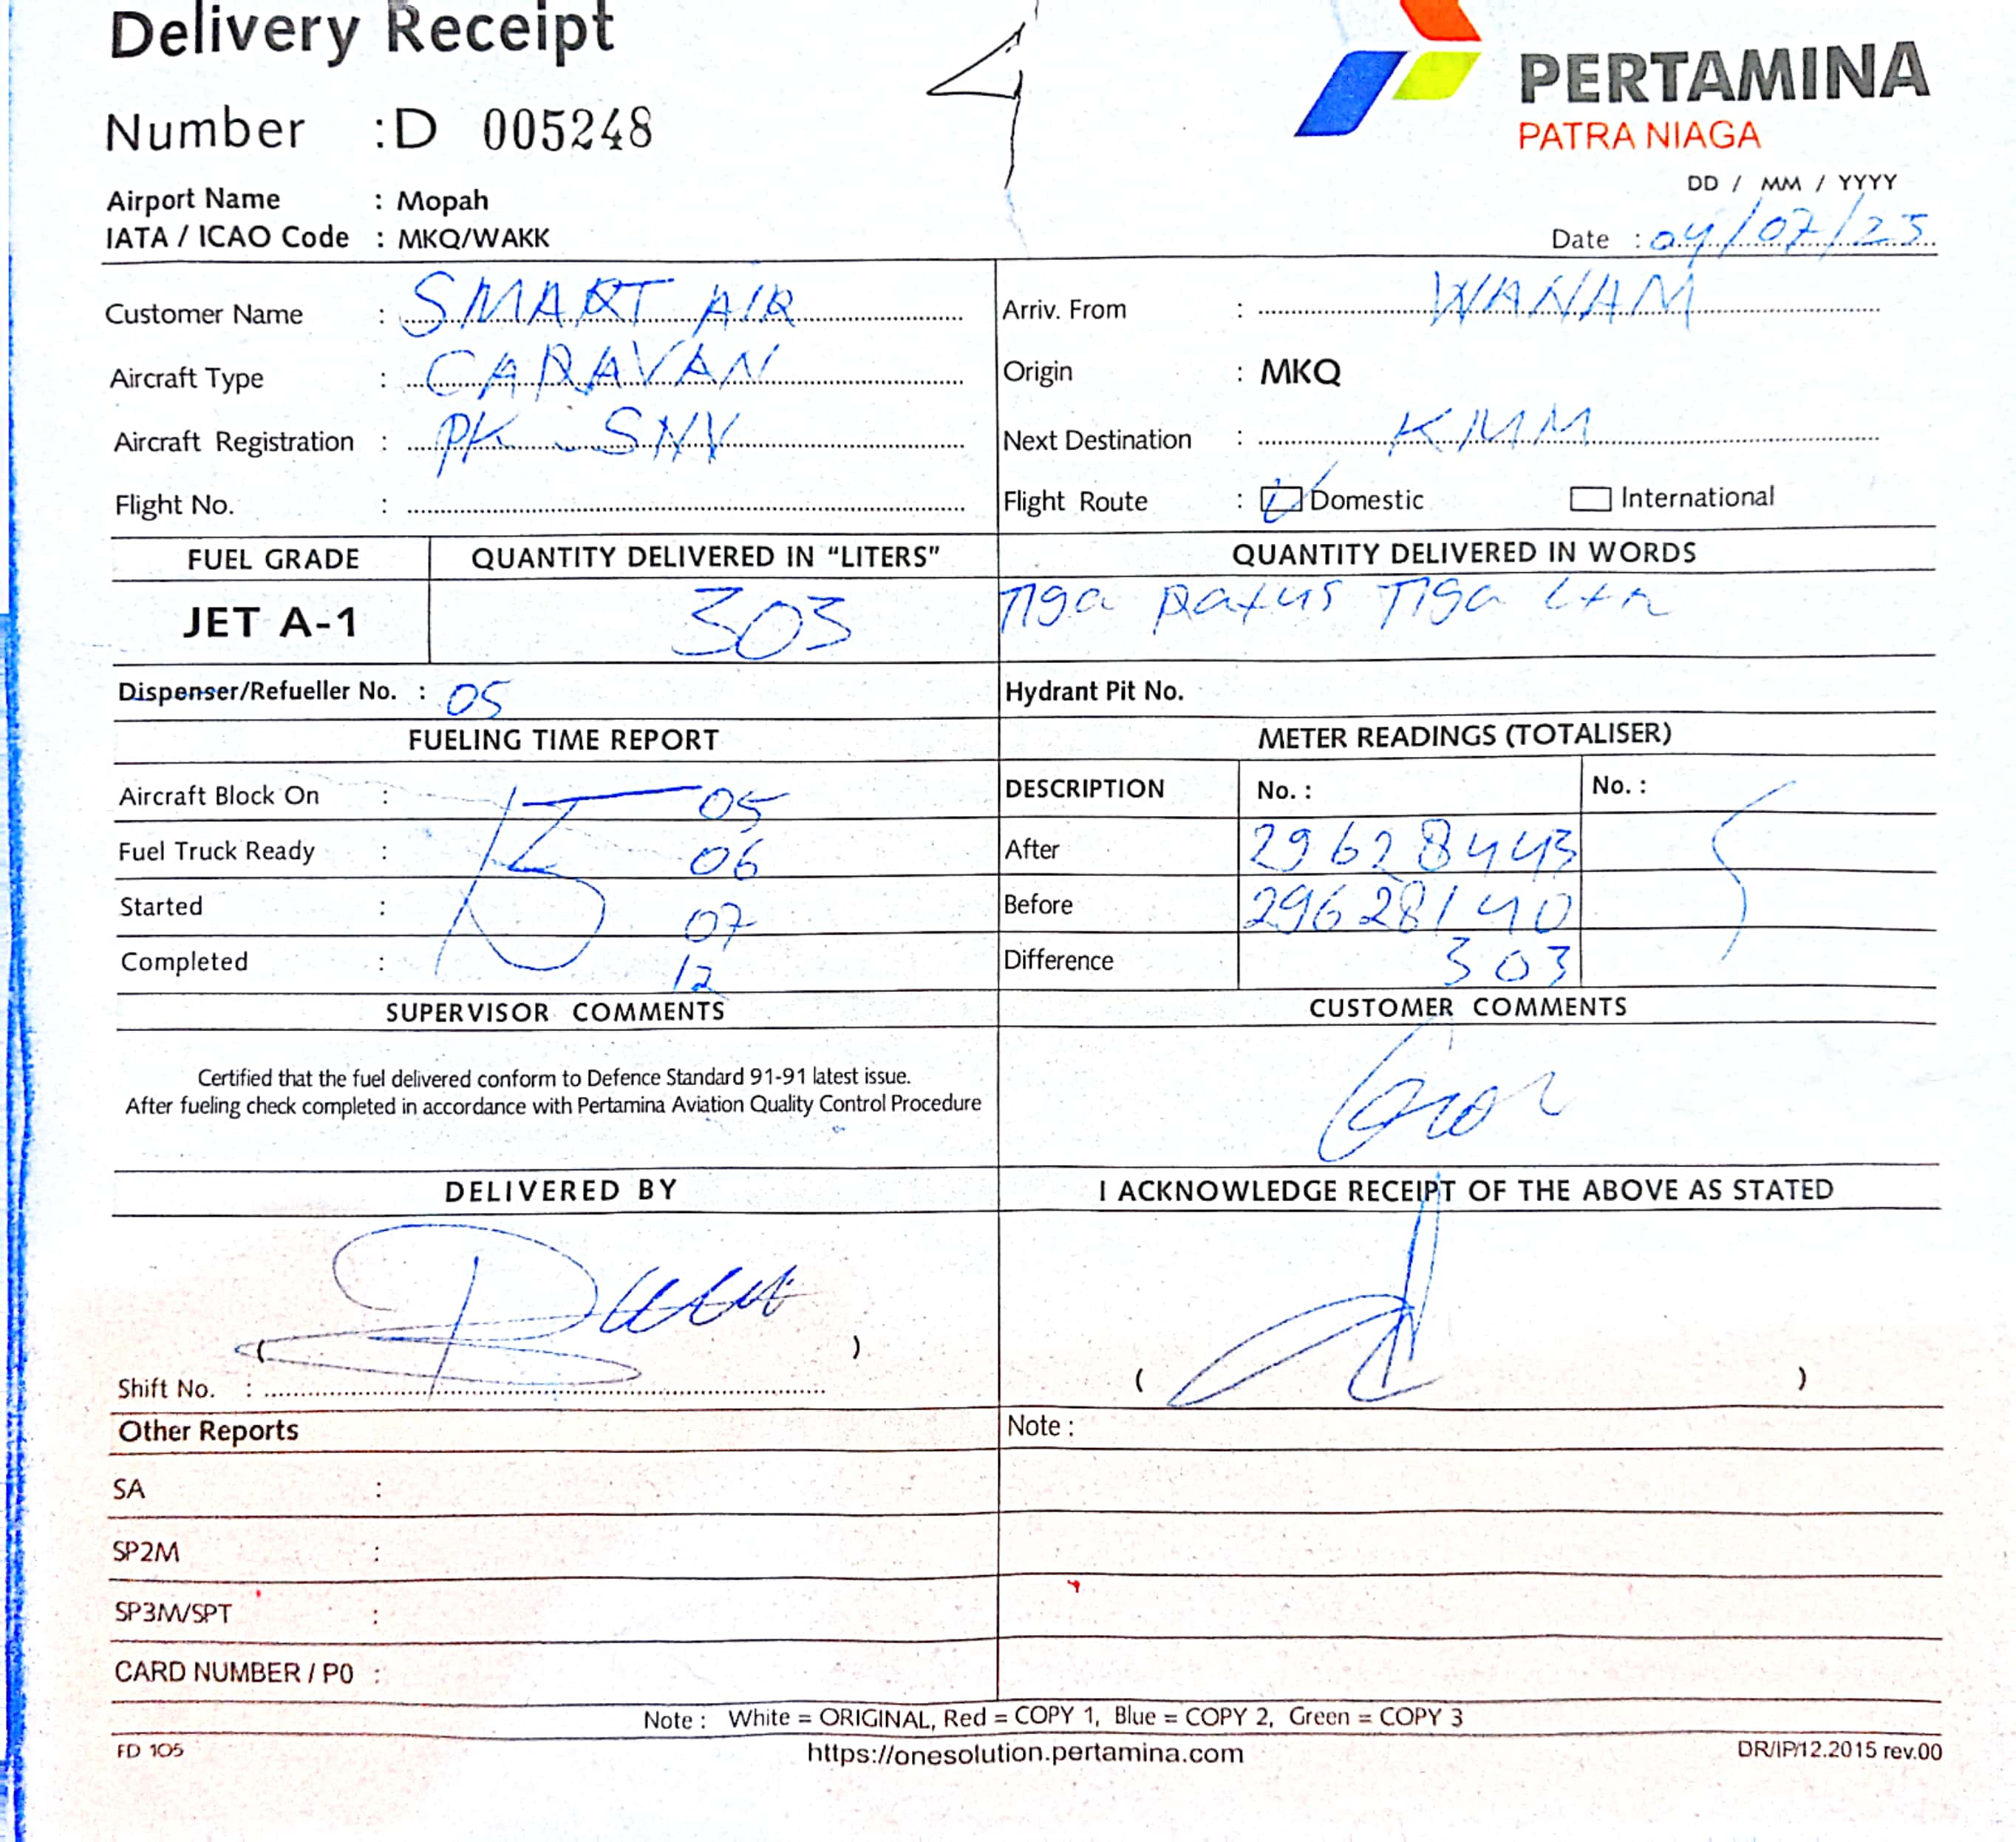 Delivery Receipt
4
PERTAMINA
PATRA NIAGA
Number : D 005248
DD / MM / YYYY
Airport Name : Mopah
IATA / ICAO Code : MKQ/WAKK
Date : 04/07/25
Customer Name : SMART AIR
Arriv. From : WANAM
Aircraft Type : CARAVAN
Origin : MKQ
Aircraft Registration : PK-SNV
Next Destination : KMM
Flight No. :
Flight Route : Domestic International
FUEL GRADE QUANTITY DELIVERED IN “LITERS” QUANTITY DELIVERED IN WORDS
JET A-1 303 Tiga Ratus Tiga Ltr
Dispenser/Refueller No. : 05 Hydrant Pit No.
FUELING TIME REPORT METER READINGS (TOTALISER)
Aircraft Block On : 15 05 DESCRIPTION No. : No. :
Fuel Truck Ready : 06 After 29628443
Started : 07 Before 29628140
Completed : 12 Difference 303
SUPERVISOR COMMENTS CUSTOMER COMMENTS
Certified that the fuel delivered conform to Defence Standard 91-91 latest issue.
After fueling check completed in accordance with Pertamina Aviation Quality Control Procedure
DELIVERED BY I ACKNOWLEDGE RECEIPT OF THE ABOVE AS STATED
( ) ( )
Shift No. :
Other Reports Note :
SA :
SP2M :
SP3M/SPT :
CARD NUMBER / PO :
Note : White = ORIGINAL, Red = COPY 1, Blue = COPY 2, Green = COPY 3
FD 105 https://onesolution.pertamina.com DR/IP/12.2015 rev.00